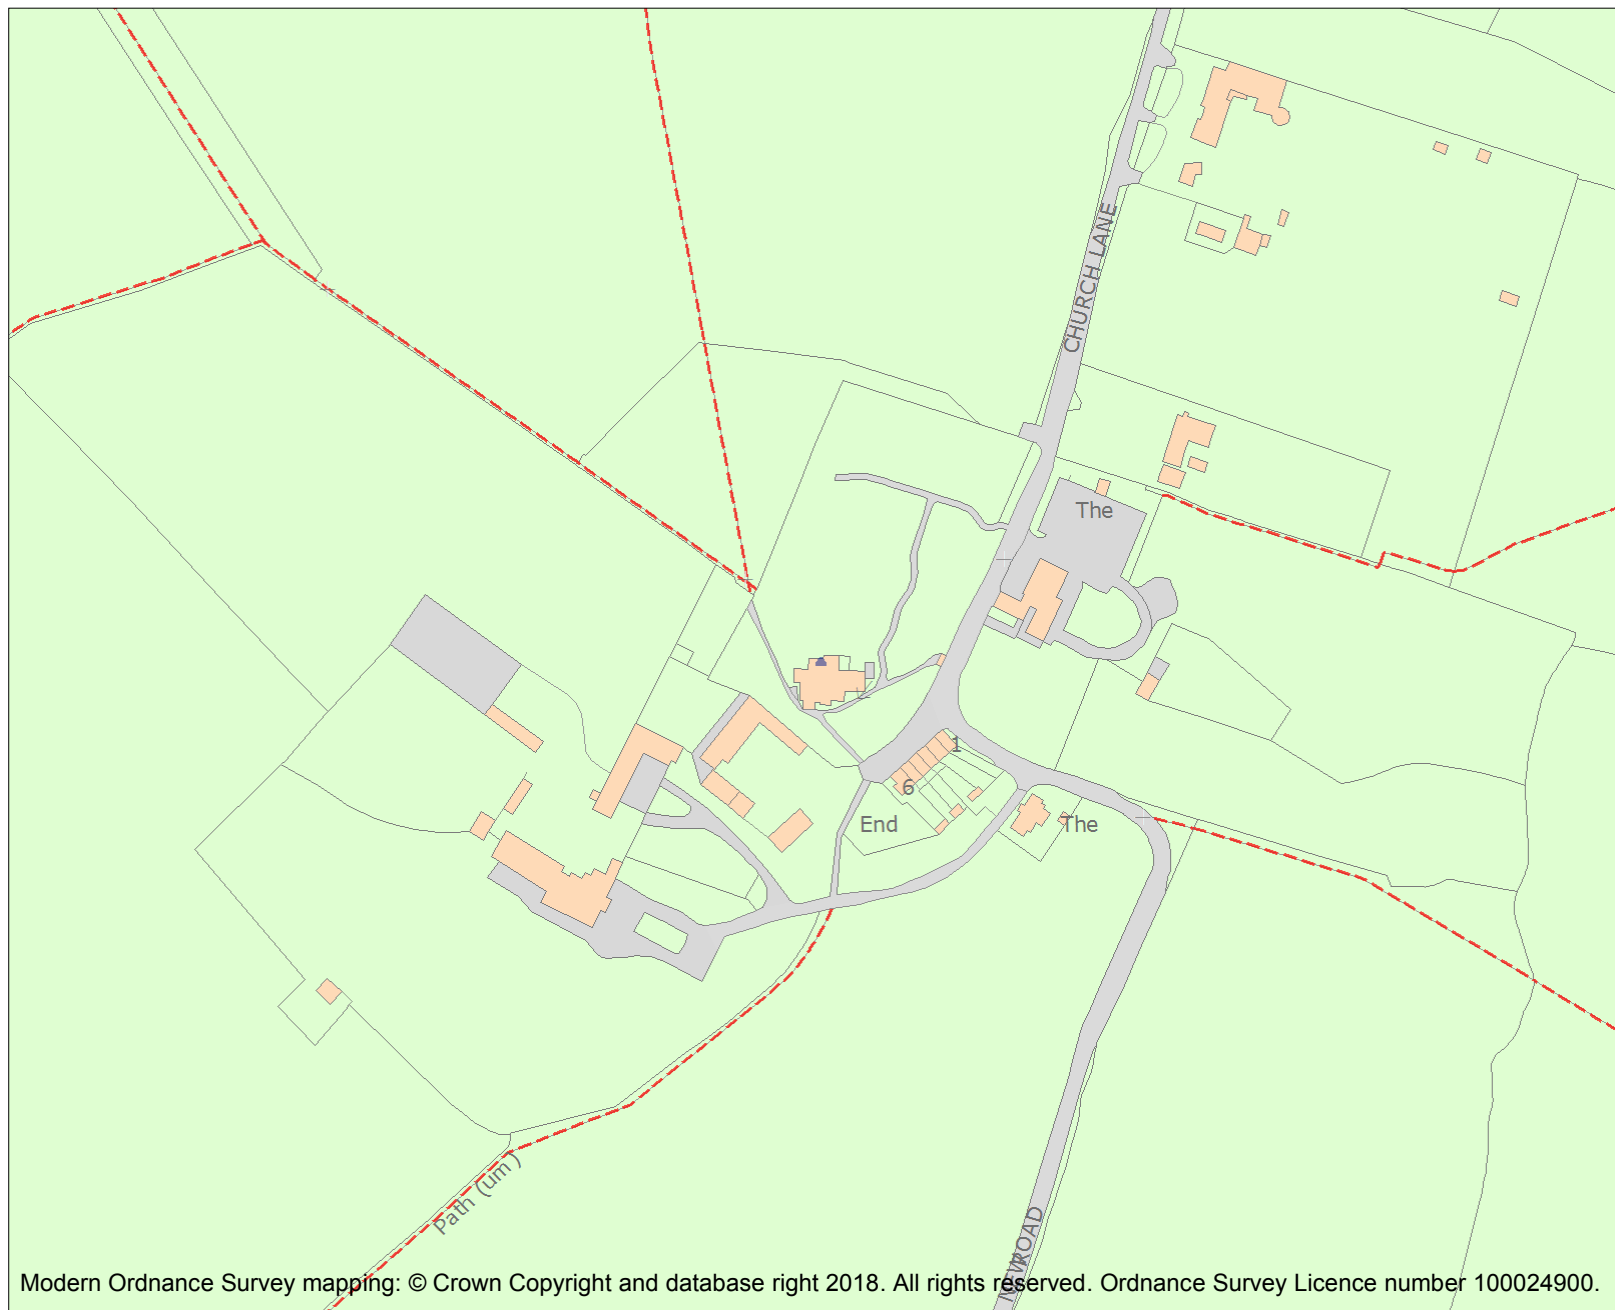 CHURCH LANE
The
1
6
End
The
Path (um)
NEW ROAD
Modern Ordnance Survey mapping: © Crown Copyright and database right 2018. All rights reserved. Ordnance Survey Licence number 100024900.